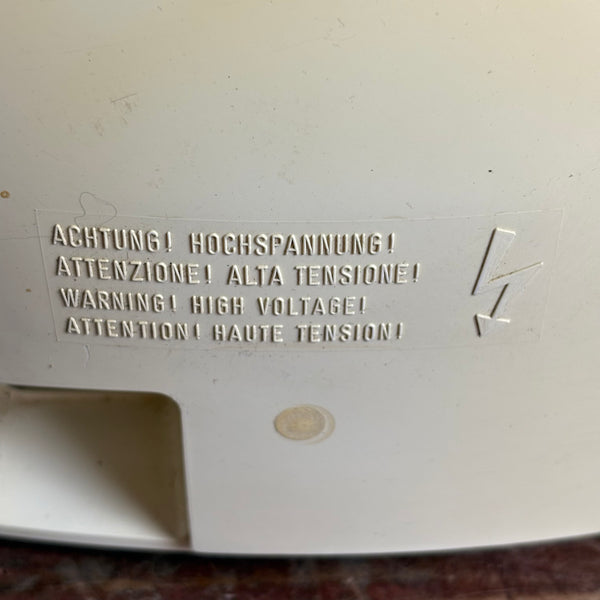 ACHTUNG! HOCHSPANNUNG!
ATTENZIONE! ALTA TENSIONE!
WARNING! HIGH VOLTAGE!
ATTENTION! HAUTE TENSION!